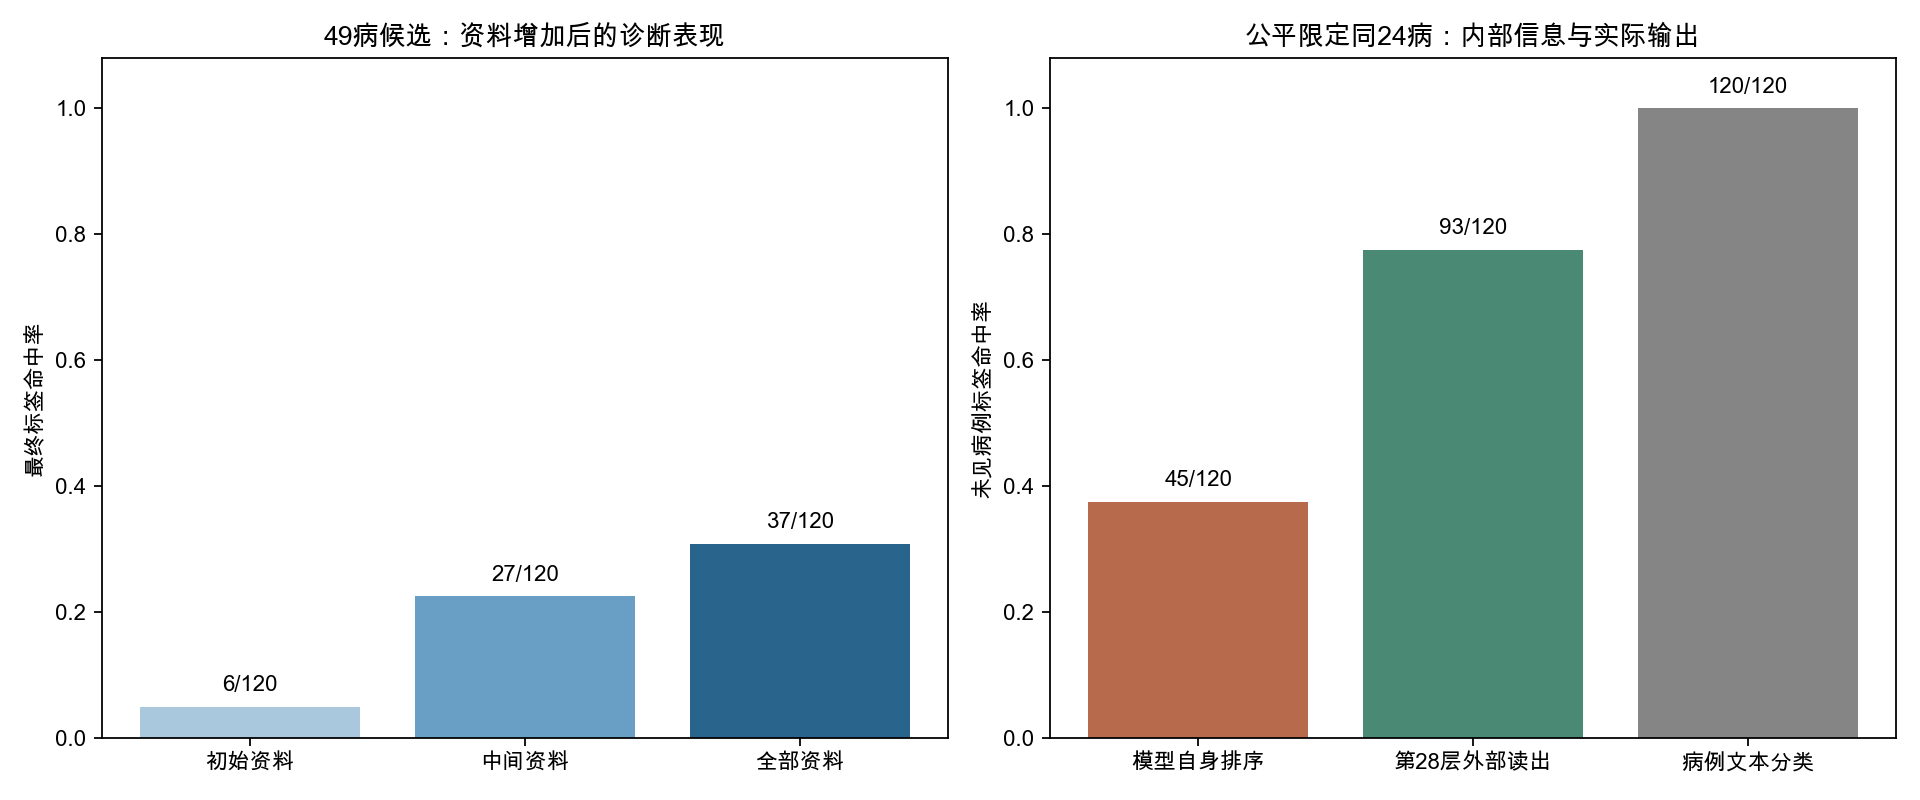 49病候选：资料增加后的诊断表现
最终标签命中率
1.0
0.8
0.6
0.4
0.2
0.0
6/120
27/120
37/120
初始资料
中间资料
全部资料
公平限定同24病：内部信息与实际输出
未见病例标签命中率
1.0
0.8
0.6
0.4
0.2
0.0
45/120
93/120
120/120
模型自身排序
第28层外部读出
病例文本分类